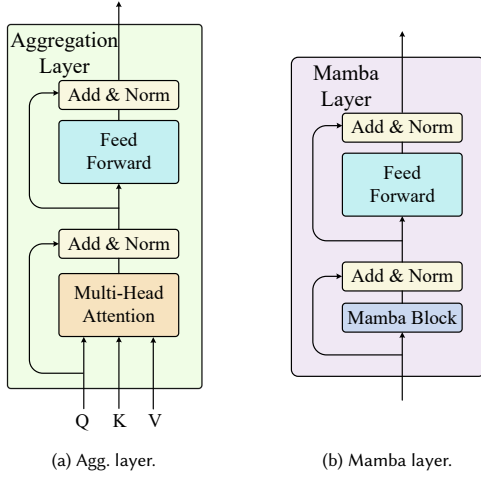 Aggregation
Layer
Add & Norm
Feed
Forward
Add & Norm
Multi-Head
Attention
Q K V
(a) Agg. layer.
Mamba
Layer
Add & Norm
Feed
Forward
Add & Norm
Mamba Block
(b) Mamba layer.